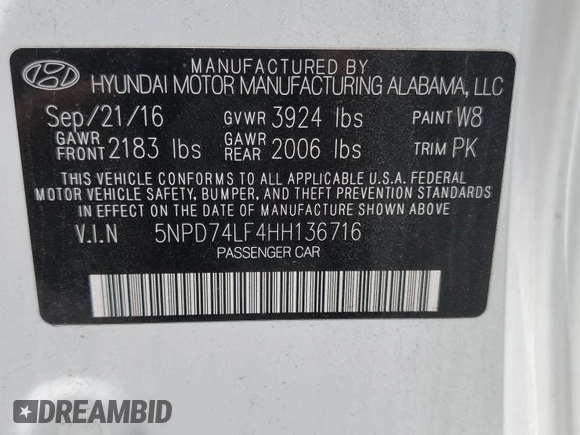 MANUFACTURED BY
HYUNDAI MOTOR MANUFACTURING ALABAMA, LLC
Sep/21/16 GVWR 3924 lbs PAINT W8
GAWR FRONT 2183 lbs GAWR REAR 2006 lbs TRIM PK
THIS VEHICLE CONFORMS TO ALL APPLICABLE U.S.A. FEDERAL
MOTOR VEHICLE SAFETY, BUMPER, AND THEFT PREVENTION STANDARDS
IN EFFECT ON THE DATE OF MANUFACTURE SHOWN ABOVE.
V.I.N 5NPD74LF4HH136716
PASSENGER CAR
DREAMBID